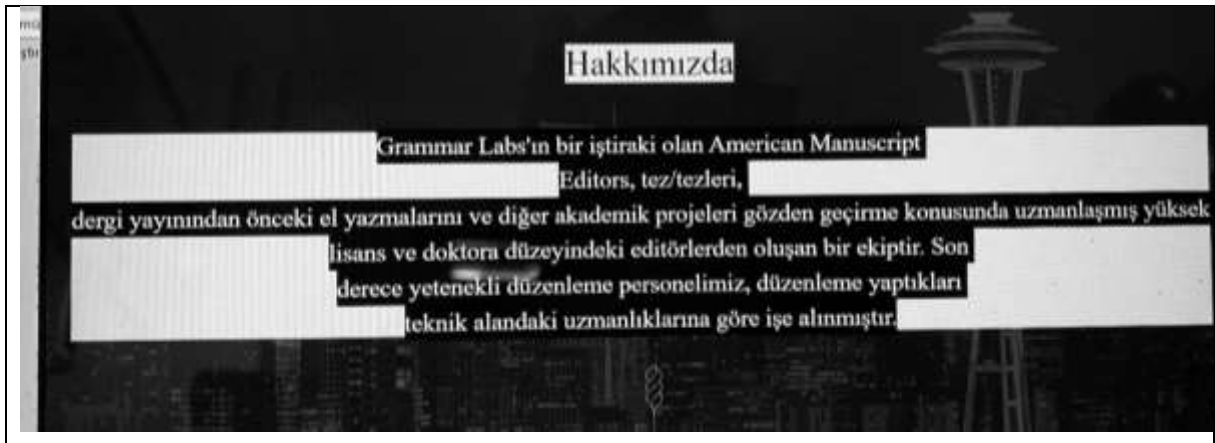 Hakkımızda
Grammar Labs'ın bir iştiraki olan American Manuscript
Editors, tez/tezleri,
dergi yayınından önceki el yazmalarını ve diğer akademik projeleri gözden geçirme konusunda uzmanlaşmış yüksek
lisans ve doktora düzeyindeki editörlerden oluşan bir ekiptir. Son
derece yetenekli düzenleme personelimiz, düzenleme yaptıkları
teknik alandaki uzmanlıklarına göre işe alınmıştır.